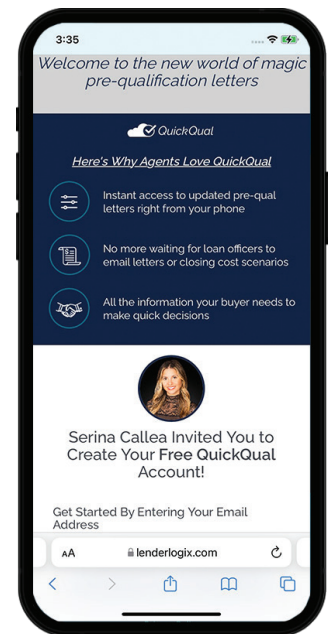 3:35
Welcome to the new world of magic
pre-qualification letters
QuickQual
Here's Why Agents Love QuickQual
Instant access to updated pre-qual
letters right from your phone
No more waiting for loan officers to
email letters or closing cost scenarios
All the information your buyer needs to
make quick decisions
Serina Callea Invited You to
Create Your Free QuickQual
Account!
Get Started By Entering Your Email
Address
AA
lenderlogix.com